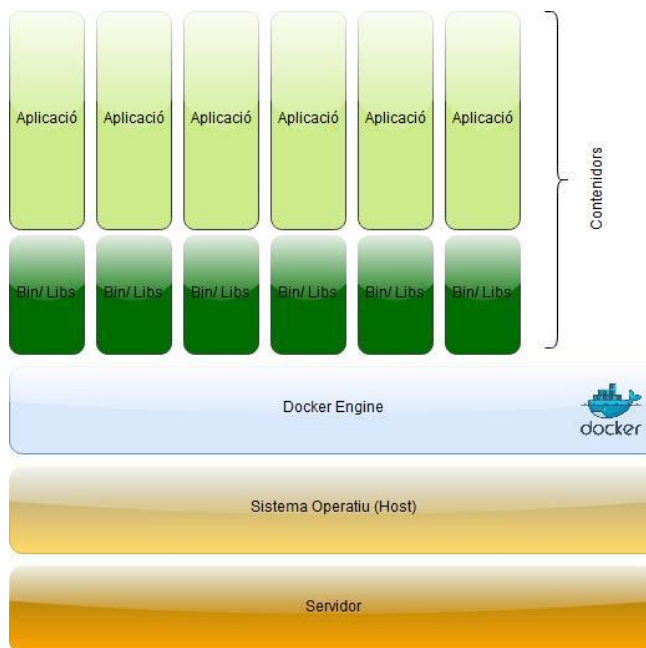 Aplicació Aplicació Aplicació Aplicació Aplicació Aplicació
Contenidors
Bin/ Libs Bin/ Libs Bin/ Libs Bin/ Libs Bin/ Libs Bin/ Libs
Docker Engine
docker
Sistema Operatiu (Host)
Servidor